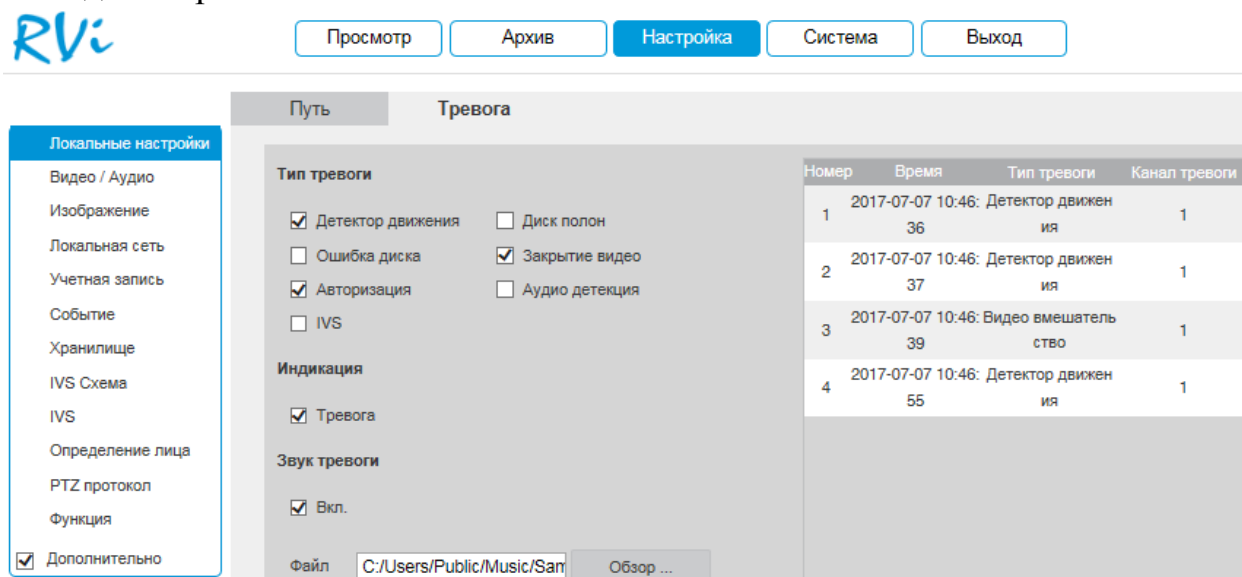 RVi
Просмотр Архив Настройка Система Выход
Путь Тревога
Локальные настройки
Видео / Аудио
Изображение
Локальная сеть
Учетная запись
Событие
Хранилище
IVS Схема
IVS
Определение лица
PTZ протокол
Функция
Дополнительно
Тип тревоги
Детектор движения Диск полон
Ошибка диска Закрытие видео
Авторизация Аудио детекция
IVS
Индикация
Тревога
Звук тревоги
Вкл.
Файл C:/Users/Public/Music/Sam Обзор ...
Номер Время Тип тревоги Канал тревоги
1 2017-07-07 10:46: Детектор движен 1
36 ия
2 2017-07-07 10:46: Детектор движен 1
37 ия
3 2017-07-07 10:46: Видео вмешатель 1
39 ство
4 2017-07-07 10:46: Детектор движен 1
55 ия